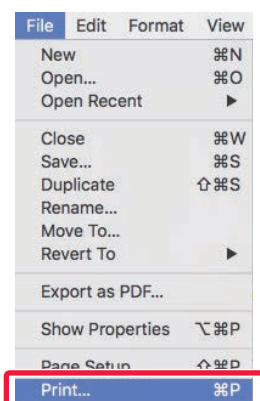 File Edit Format View
New ⌘N
Open... ⌘O
Open Recent ▶
Close ⌘W
Save... ⌘S
Duplicate ⇧⌘S
Rename...
Move To...
Revert To ▶
Export as PDF...
Show Properties ⌥⌘P
Page Setup ⇧⌘P
Print... ⌘P